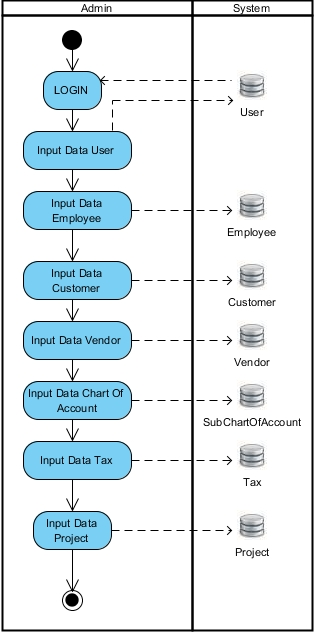 Admin
System
LOGIN
User
Input Data User
Input Data
Employee
Employee
Input Data
Customer
Customer
Input Data Vendor
Vendor
Input Data Chart Of
Account
SubChartOfAccount
Input Data Tax
Tax
Input Data
Project
Project